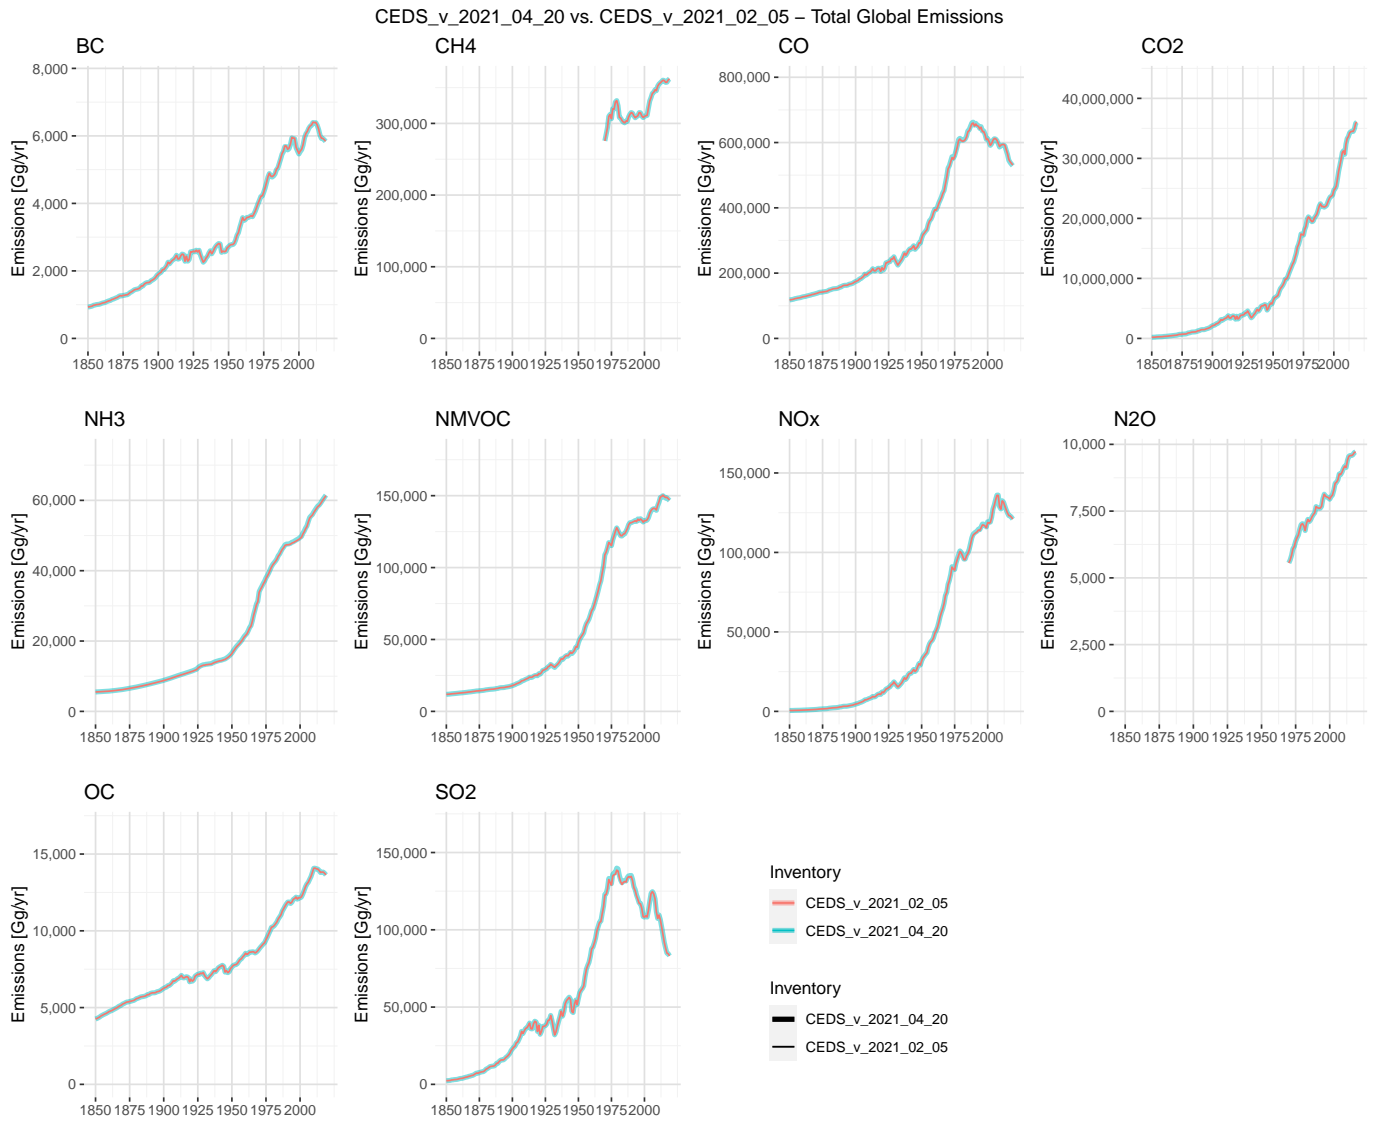 CEDS_v_2021_04_20 vs. CEDS_v_2021_02_05 – Total Global Emissions
BC
CH4
CO
CO2
Emissions [Gg/yr]
8,000
6,000
4,000
2,000
0
1850 1875 1900 1925 1950 1975 2000
Emissions [Gg/yr]
300,000
200,000
100,000
0
1850 1875 1900 1925 1950 1975 2000
Emissions [Gg/yr]
800,000
600,000
400,000
200,000
0
1850 1875 1900 1925 1950 1975 2000
Emissions [Gg/yr]
40,000,000
30,000,000
20,000,000
10,000,000
0
1850 1875 1900 1925 1950 1975 2000
NH3
NMVOC
NOx
N2O
Emissions [Gg/yr]
60,000
40,000
20,000
0
1850 1875 1900 1925 1950 1975 2000
Emissions [Gg/yr]
150,000
100,000
50,000
0
1850 1875 1900 1925 1950 1975 2000
Emissions [Gg/yr]
150,000
100,000
50,000
0
1850 1875 1900 1925 1950 1975 2000
Emissions [Gg/yr]
10,000
7,500
5,000
2,500
0
1850 1875 1900 1925 1950 1975 2000
OC
SO2
Emissions [Gg/yr]
15,000
10,000
5,000
0
1850 1875 1900 1925 1950 1975 2000
Emissions [Gg/yr]
150,000
100,000
50,000
0
1850 1875 1900 1925 1950 1975 2000
Inventory
CEDS_v_2021_02_05
CEDS_v_2021_04_20
Inventory
CEDS_v_2021_04_20
CEDS_v_2021_02_05